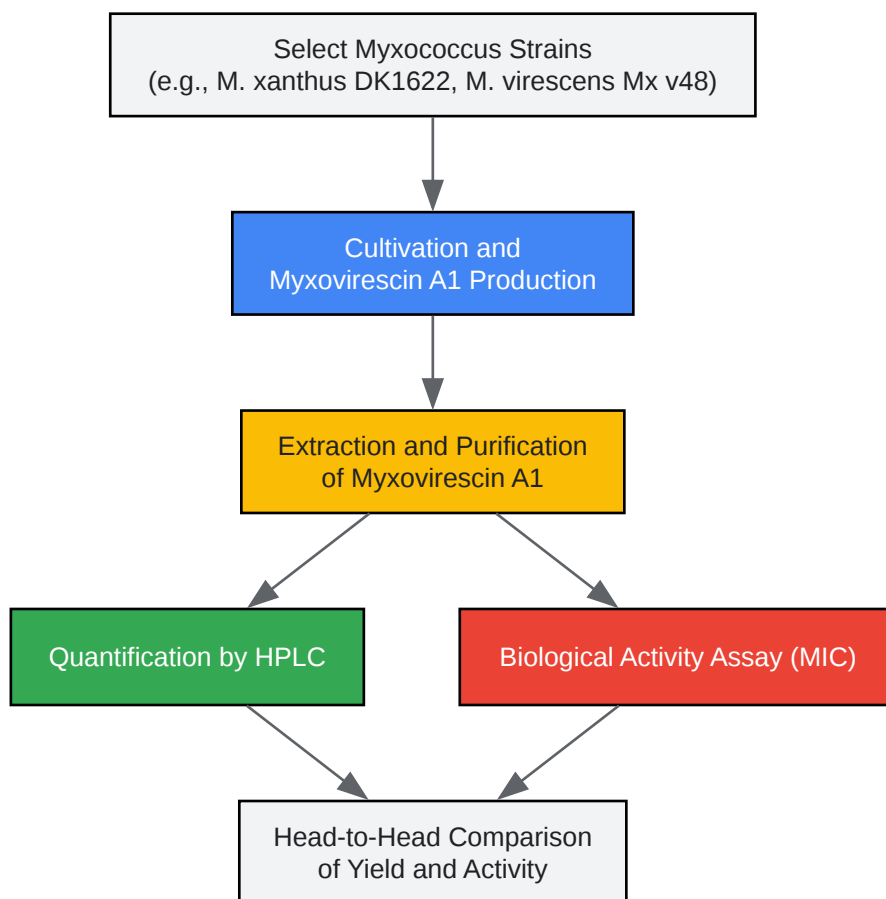 Select Myxococcus Strains
(e.g., M. xanthus DK1622, M. virescens Mx v48)
Cultivation and
Myxovirescin A1 Production
Extraction and Purification
of Myxovirescin A1
Quantification by HPLC
Biological Activity Assay (MIC)
Head-to-Head Comparison
of Yield and Activity